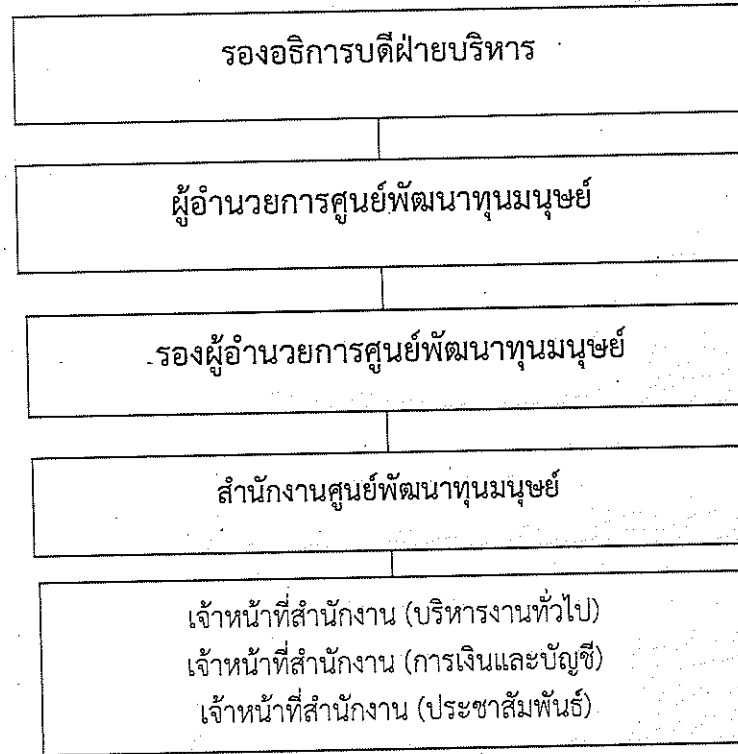 รองอธิการบดีฝ่ายบริหาร
ผู้อำนวยการศูนย์พัฒนาทุนมนุษย์
รองผู้อำนวยการศูนย์พัฒนาทุนมนุษย์
สำนักงานศูนย์พัฒนาทุนมนุษย์
เจ้าหน้าที่สำนักงาน (บริหารงานทั่วไป)
เจ้าหน้าที่สำนักงาน (การเงินและบัญชี)
เจ้าหน้าที่สำนักงาน (ประชาสัมพันธ์)